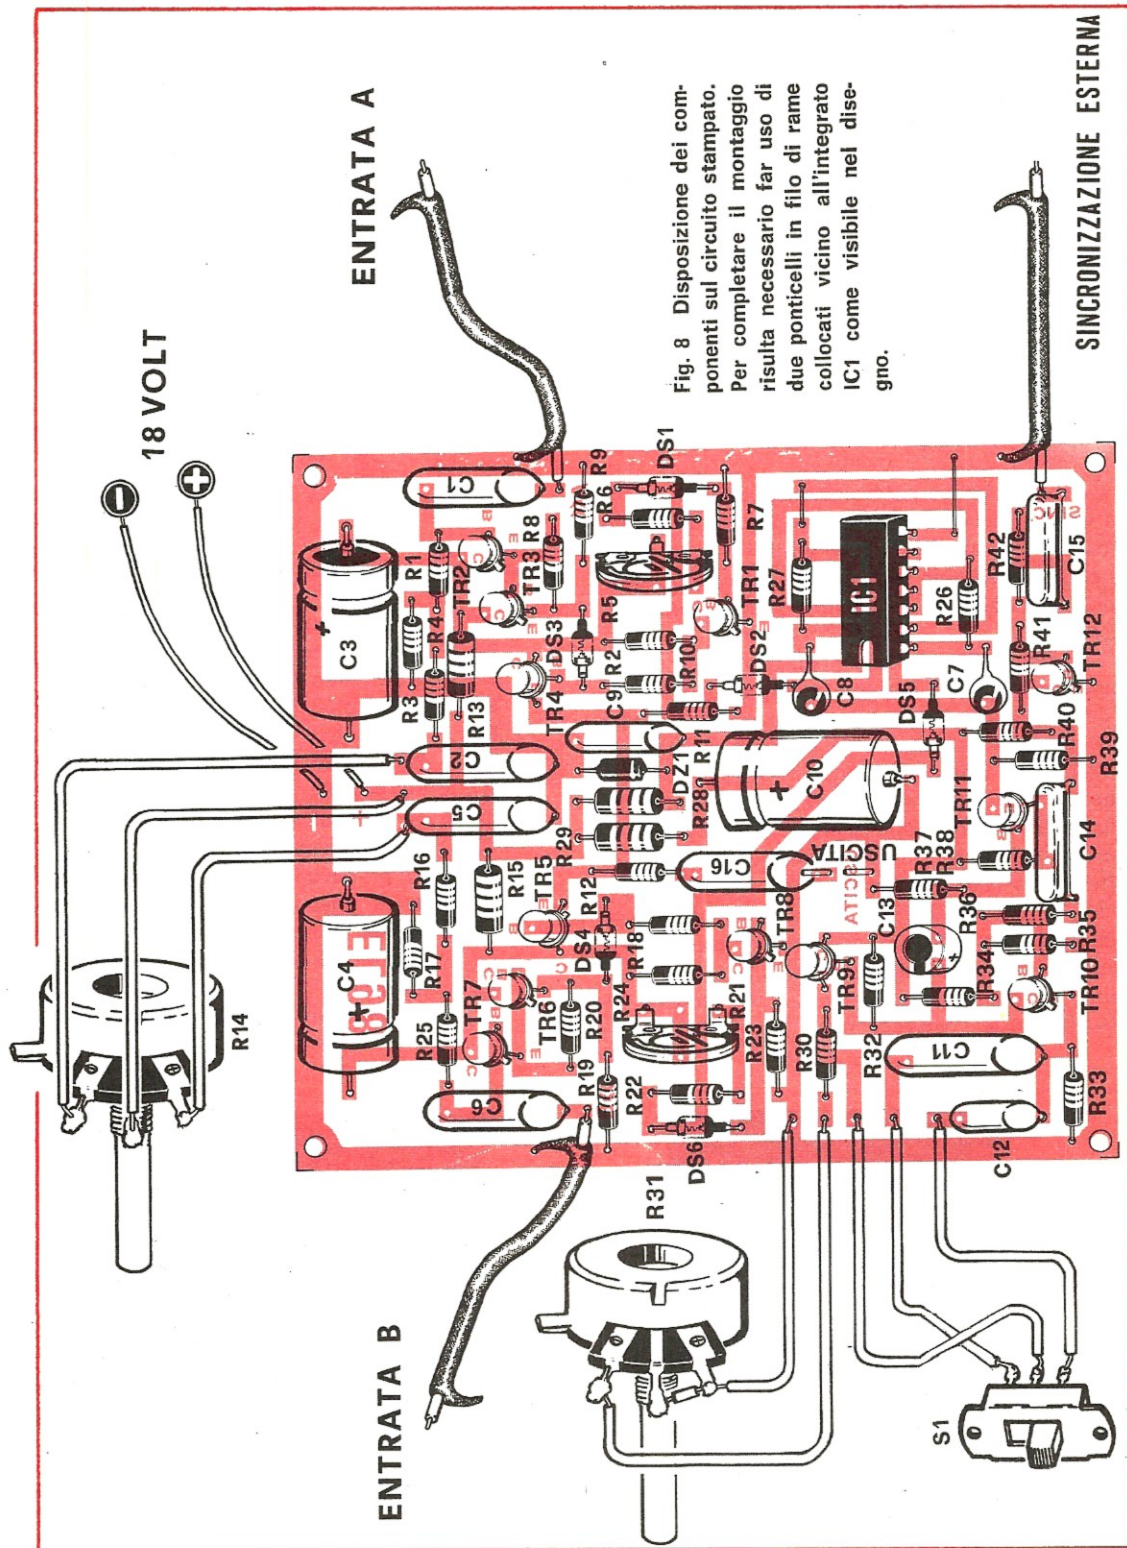 18 VOLT
ENTRATA A
ENTRATA B
SINCRONIZZAZIONE ESTERNA
Fig. 8 Disposizione dei com-
ponenti sul circuito stampato.
Per completare il montaggio
risulta necessario far uso di
due ponticelli in filo di rame
collocati vicino all'integrato
IC1 come visibile nel dise-
gno.
R14
R31
S1
C4
C3
C6
C5
C2
C1
R25
R17
R16
R3
R4
R1
TR2
TR7
R15
R13
TR3
R8
R9
TR6
TR5
TR4
DS3
R19
R20
DS4
R12
R29
DZ1
C9
R2
R5
R6
DS1
R22
R24
R18
R28
R11
R10
DS6
R21
TR8
C16
C10
DS2
TR1
R7
R23
R30
TR9
USCITA
USCITA
C8
R27
IC1
R32
C13
R37
R38
DS5
C7
R26
R42
C11
R34
R36
TR11
R41
C12
R33
TR10
R35
C14
R39
R40
TR12
C15
SINC.
EL68
+
-
B
C
E